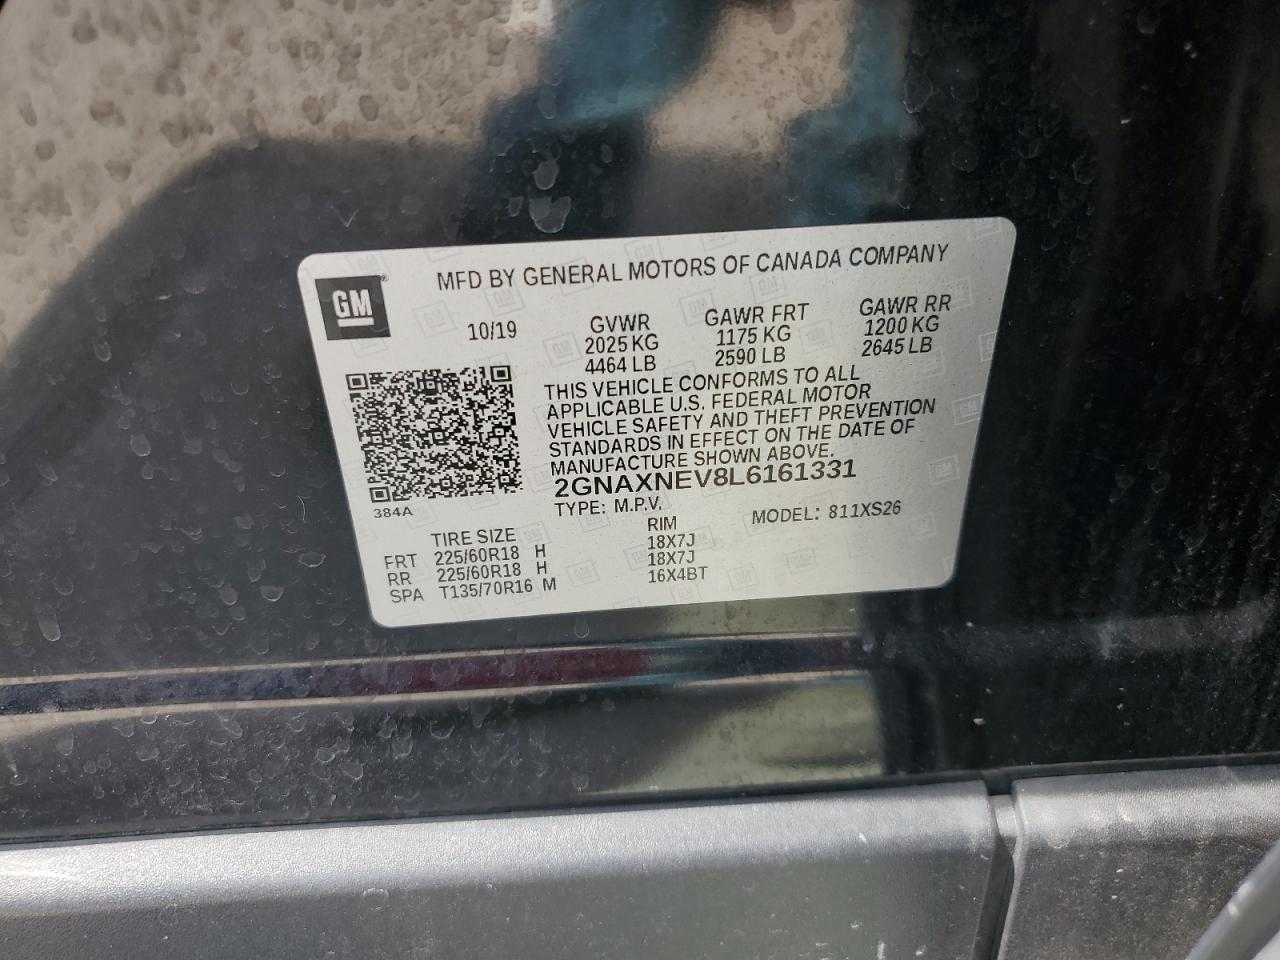 GM
MFD BY GENERAL MOTORS OF CANADA COMPANY
10/19
GVWR
2025 KG
4464 LB
GAWR FRT
1175 KG
2590 LB
GAWR RR
1200 KG
2645 LB
THIS VEHICLE CONFORMS TO ALL
APPLICABLE U.S. FEDERAL MOTOR
VEHICLE SAFETY AND THEFT PREVENTION
STANDARDS IN EFFECT ON THE DATE OF
MANUFACTURE SHOWN ABOVE.
2GNAXNEV8L6161331
384A
TYPE: M.P.V.
MODEL: 811XS26
TIRE SIZE RIM
FRT 225/60R18 H 18X7J
RR 225/60R18 H 18X7J
SPA T135/70R16 M 16X4BT